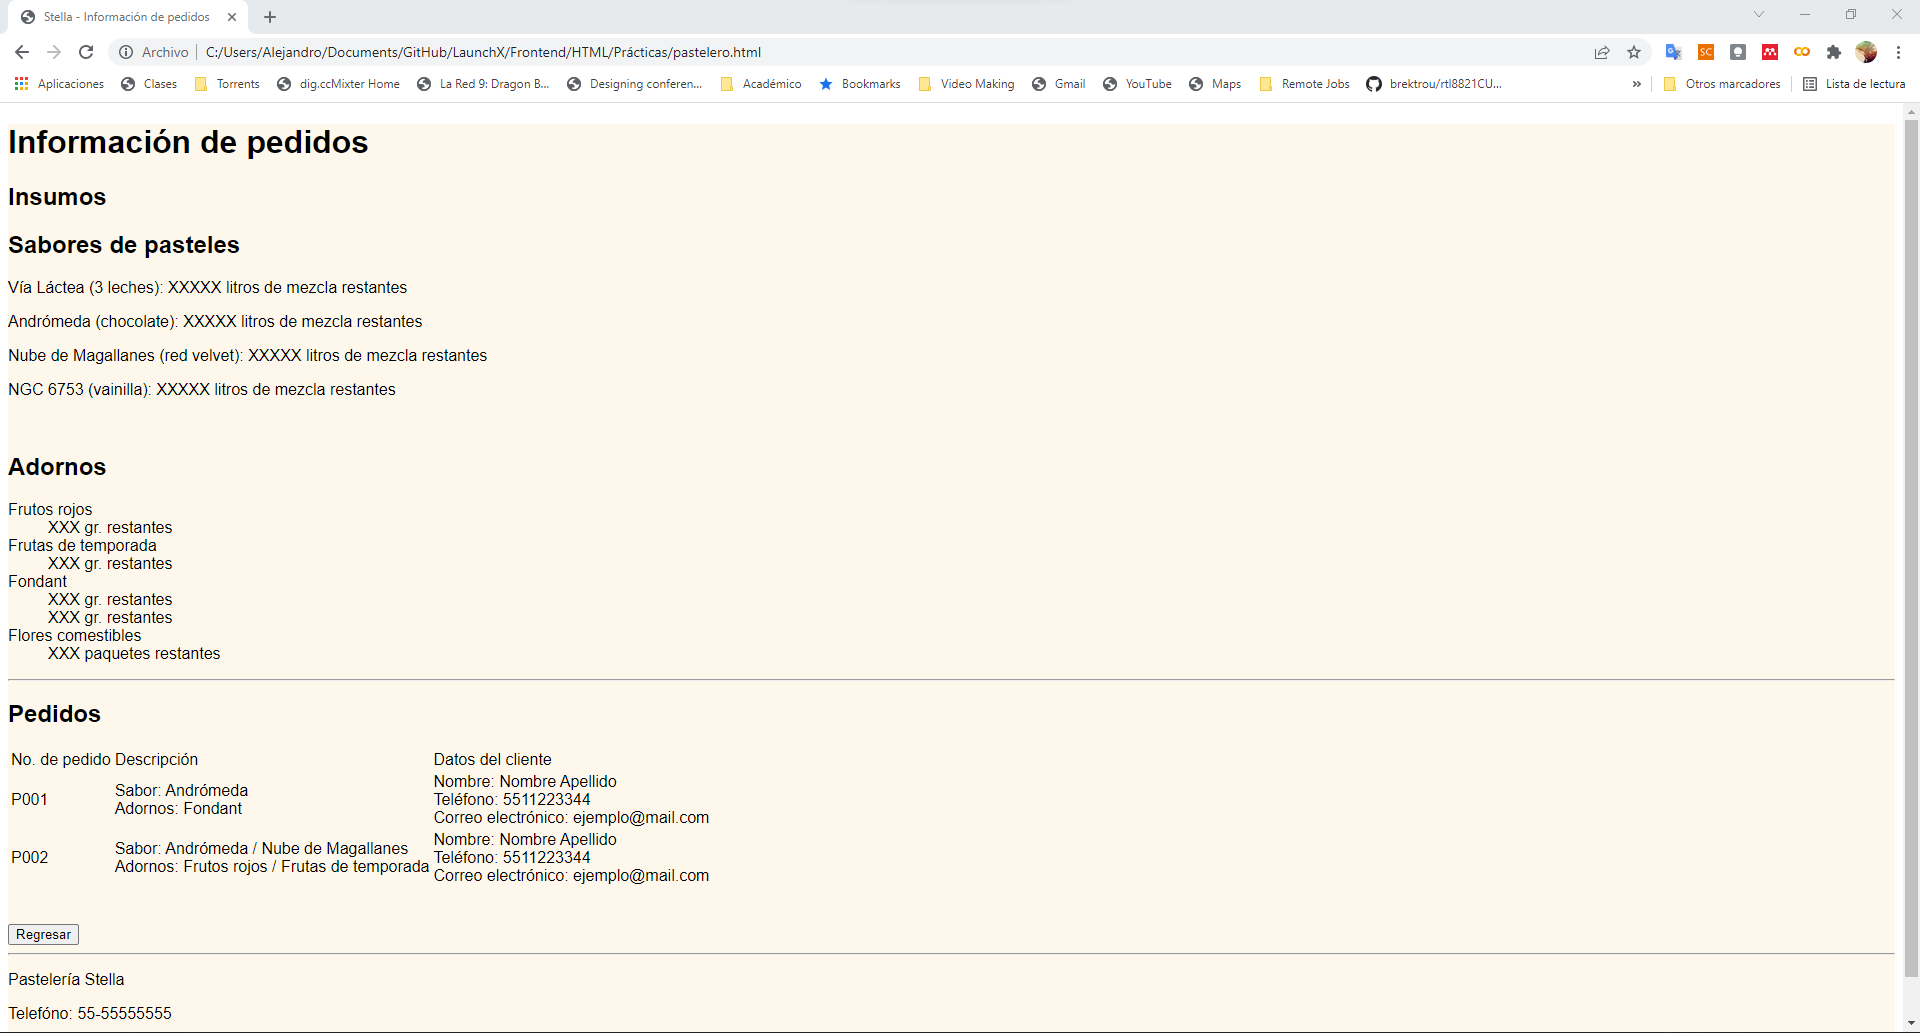 Stella - Información de pedidos
Archivo C:/Users/Alejandro/Documents/GitHub/LaunchX/Frontend/HTML/Prácticas/pastelero.html
SC
Aplicaciones Clases Torrents dig.ccMixter Home La Red 9: Dragon B... Designing conferen... Académico Bookmarks Video Making Gmail YouTube Maps Remote Jobs brektrou/rtl8821CU... » Otros marcadores Lista de lectura
Información de pedidos
Insumos
Sabores de pasteles
Vía Láctea (3 leches): XXXXX litros de mezcla restantes
Andrómeda (chocolate): XXXXX litros de mezcla restantes
Nube de Magallanes (red velvet): XXXXX litros de mezcla restantes
NGC 6753 (vainilla): XXXXX litros de mezcla restantes
Adornos
Frutos rojos
XXX gr. restantes
Frutas de temporada
XXX gr. restantes
Fondant
XXX gr. restantes
XXX gr. restantes
Flores comestibles
XXX paquetes restantes
Pedidos
No. de pedido Descripción Datos del cliente
P001
Sabor: Andrómeda
Adornos: Fondant
Nombre: Nombre Apellido
Teléfono: 5511223344
Correo electrónico: ejemplo@mail.com
P002
Sabor: Andrómeda / Nube de Magallanes
Adornos: Frutos rojos / Frutas de temporada
Nombre: Nombre Apellido
Teléfono: 5511223344
Correo electrónico: ejemplo@mail.com
Regresar
Pastelería Stella
Telefóno: 55-55555555